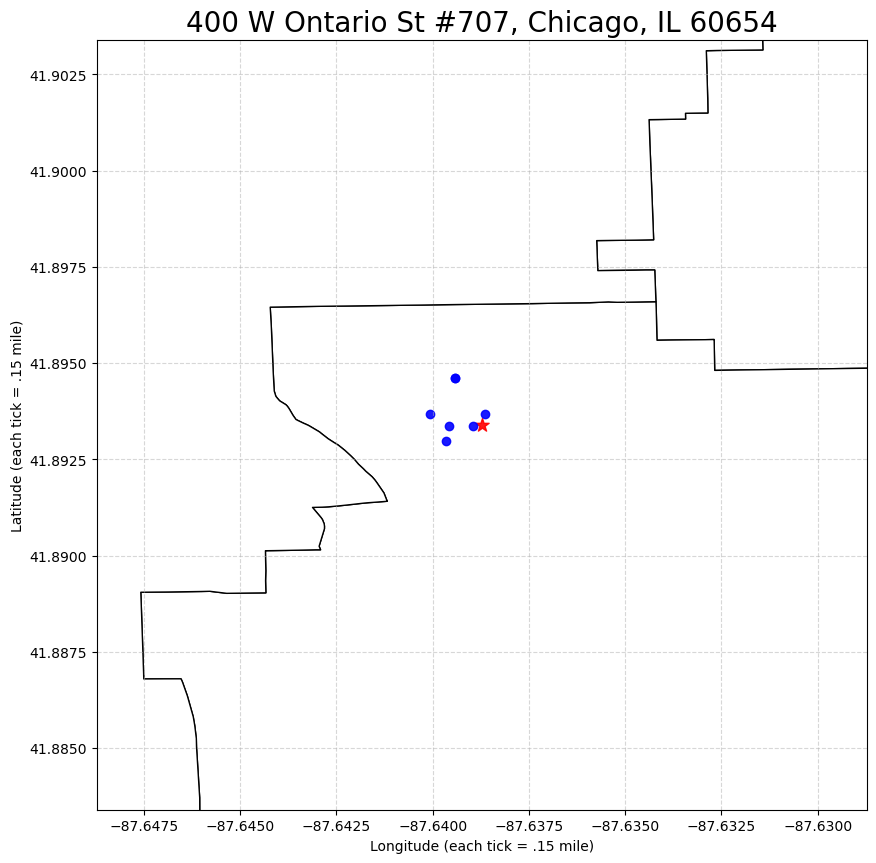 400 W Ontario St #707, Chicago, IL 60654
Latitude (each tick = .15 mile)
41.9025
41.9000
41.8975
41.8950
41.8925
41.8900
41.8875
41.8850
−87.6475 −87.6450 −87.6425 −87.6400 −87.6375 −87.6350 −87.6325 −87.6300
Longitude (each tick = .15 mile)